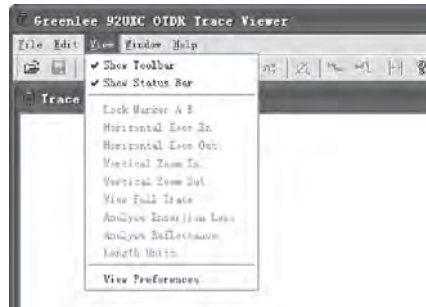 Greenlee 920XC OTDR Trace Viewer
File Edit View Window Help
Show Toolbar
Show Status Bar
Trace
Lock Marker A B
Horizontal Zoom In
Horizontal Zoom Out
Vertical Zoom In
Vertical Zoom Out
View Full Trace
Analyse Insertion Loss
Analyse Reflectance
Length Units
View Preferences